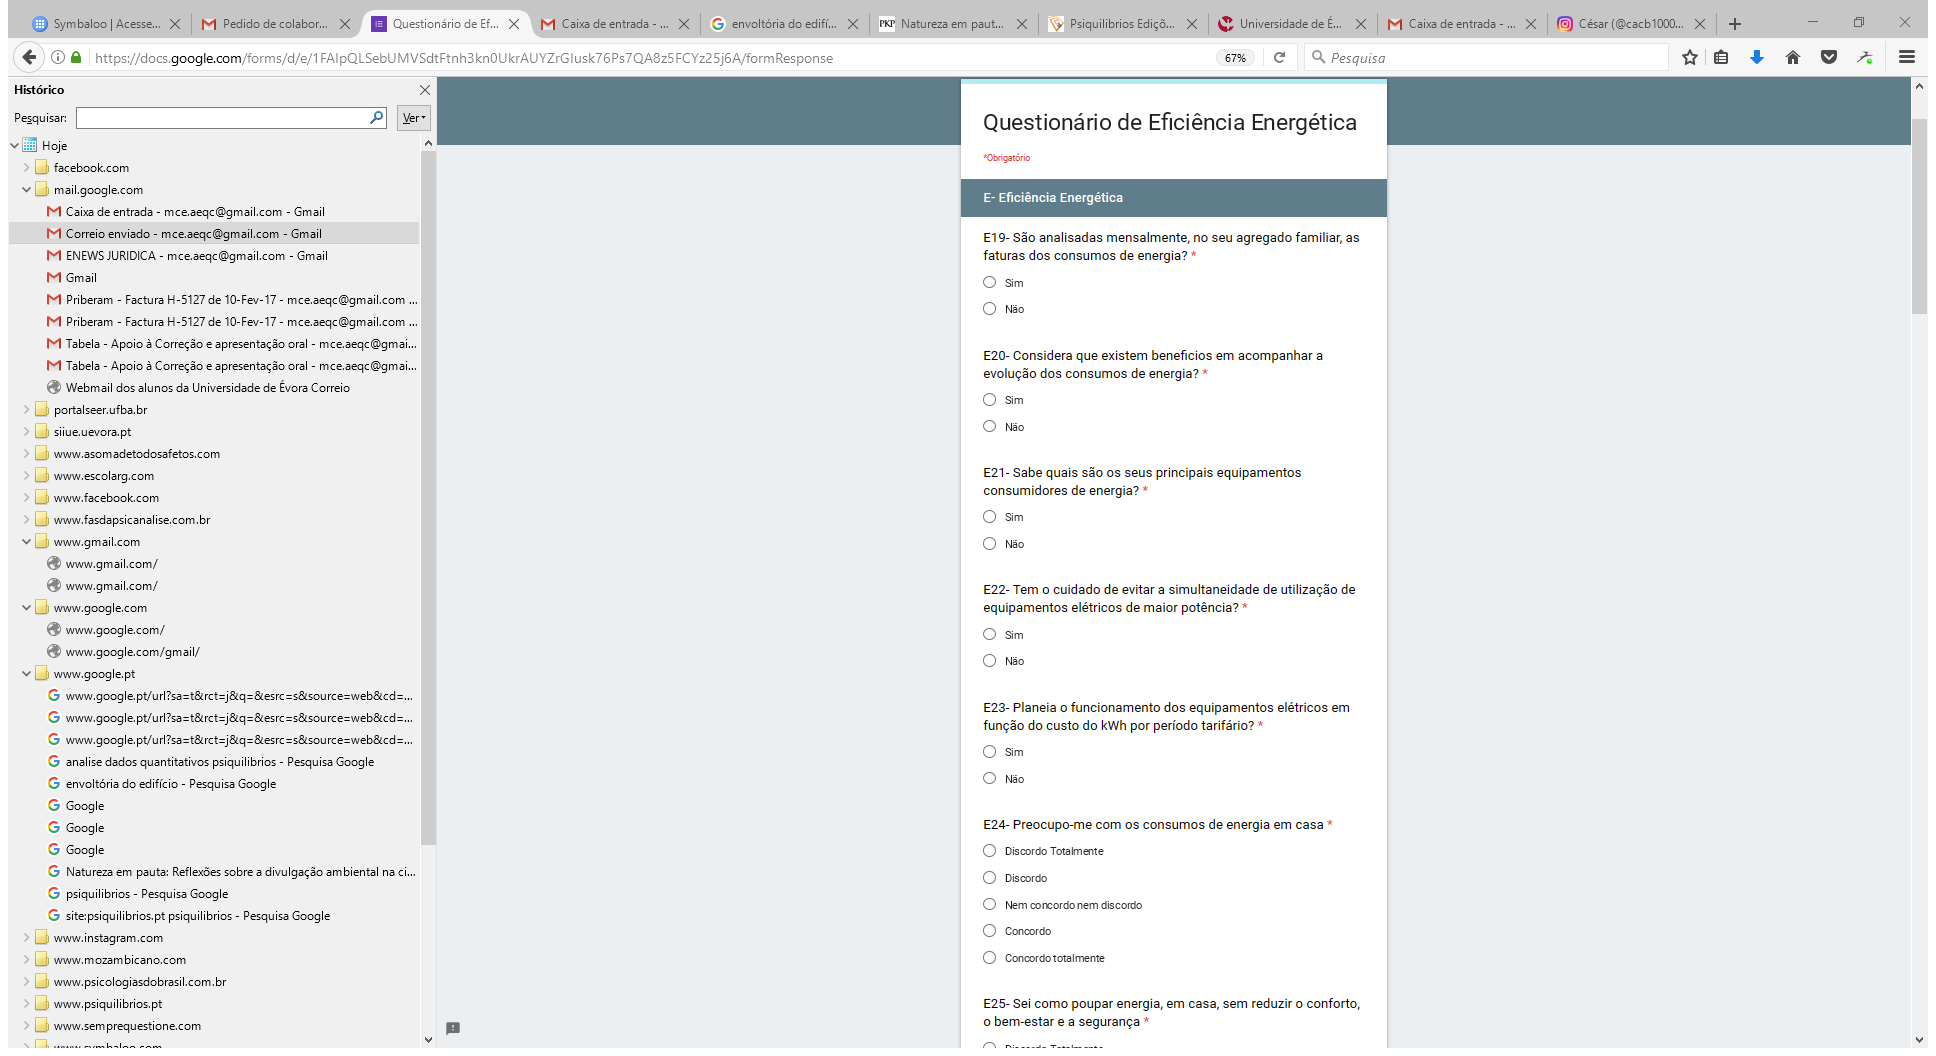 Symbaloo | Acesse...
Pedido de colabor...
Questionário de Ef...
Caixa de entrada - ...
envoltória do edifí...
PKP Natureza em paut...
Psiquilibrios Ediçõ...
Universidade de É...
Caixa de entrada - ...
César (@cacb1000...
https://docs.google.com/forms/d/e/1FAIpQLSebUMVSdtFtnh3kn0UkrAUYZrGIusk76Ps7QA8z5FCYz25j6A/formResponse
67%
Pesquisa
Histórico
Pesquisar:
Ver
Hoje
facebook.com
mail.google.com
Caixa de entrada - mce.aeqc@gmail.com - Gmail
Correio enviado - mce.aeqc@gmail.com - Gmail
ENEWS JURIDICA - mce.aeqc@gmail.com - Gmail
Gmail
Priberam - Factura H-5127 de 10-Fev-17 - mce.aeqc@gmail.com ...
Priberam - Factura H-5127 de 10-Fev-17 - mce.aeqc@gmail.com ...
Tabela - Apoio à Correção e apresentação oral - mce.aeqc@gmai...
Tabela - Apoio à Correção e apresentação oral - mce.aeqc@gmai...
Webmail dos alunos da Universidade de Évora Correio
portalseer.ufba.br
siiue.uevora.pt
www.asomadetodosafetos.com
www.escolarg.com
www.facebook.com
www.fasdapsicanalise.com.br
www.gmail.com
www.gmail.com/
www.gmail.com/
www.google.com
www.google.com/
www.google.com/gmail/
www.google.pt
www.google.pt/url?sa=t&rct=j&q=&esrc=s&source=web&cd=...
www.google.pt/url?sa=t&rct=j&q=&esrc=s&source=web&cd=...
www.google.pt/url?sa=t&rct=j&q=&esrc=s&source=web&cd=...
analise dados quantitativos psiquilibrios - Pesquisa Google
envoltória do edifício - Pesquisa Google
Google
Google
Google
Natureza em pauta: Reflexões sobre a divulgação ambiental na ci...
psiquilibrios - Pesquisa Google
site:psiquilibrios.pt psiquilibrios - Pesquisa Google
www.instagram.com
www.mozambicano.com
www.psicologiasdobrasil.com.br
www.psiquilibrios.pt
www.semprequestione.com
www.symbaloo.com
Questionário de Eficiência Energética
*Obrigatório
E- Eficiência Energética
E19- São analisadas mensalmente, no seu agregado familiar, as
faturas dos consumos de energia? *
Sim
Não
E20- Considera que existem beneficios em acompanhar a
evolução dos consumos de energia? *
Sim
Não
E21- Sabe quais são os seus principais equipamentos
consumidores de energia? *
Sim
Não
E22- Tem o cuidado de evitar a simultaneidade de utilização de
equipamentos elétricos de maior potência? *
Sim
Não
E23- Planeia o funcionamento dos equipamentos elétricos em
função do custo do kWh por período tarifário? *
Sim
Não
E24- Preocupo-me com os consumos de energia em casa *
Discordo Totalmente
Discordo
Nem concordo nem discordo
Concordo
Concordo totalmente
E25- Sei como poupar energia, em casa, sem reduzir o conforto,
o bem-estar e a segurança *
Discordo Totalmente